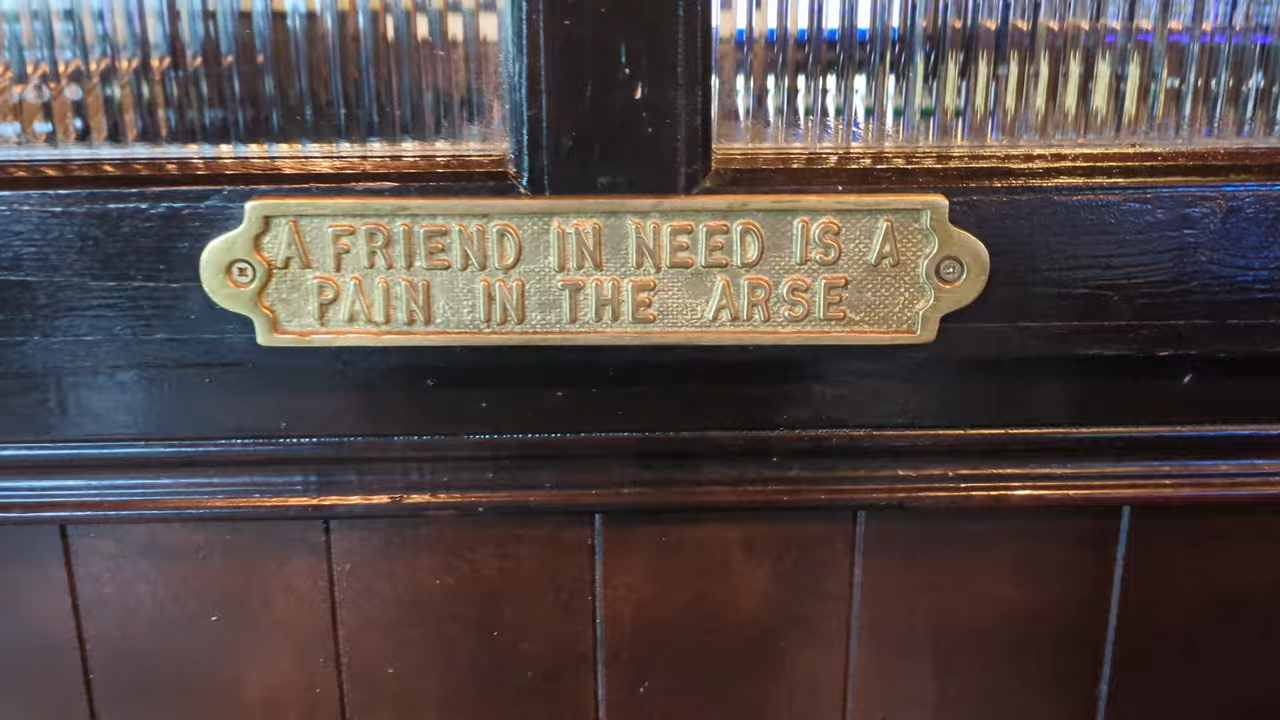 A FRIEND IN NEED IS A
PAIN IN THE ARSE